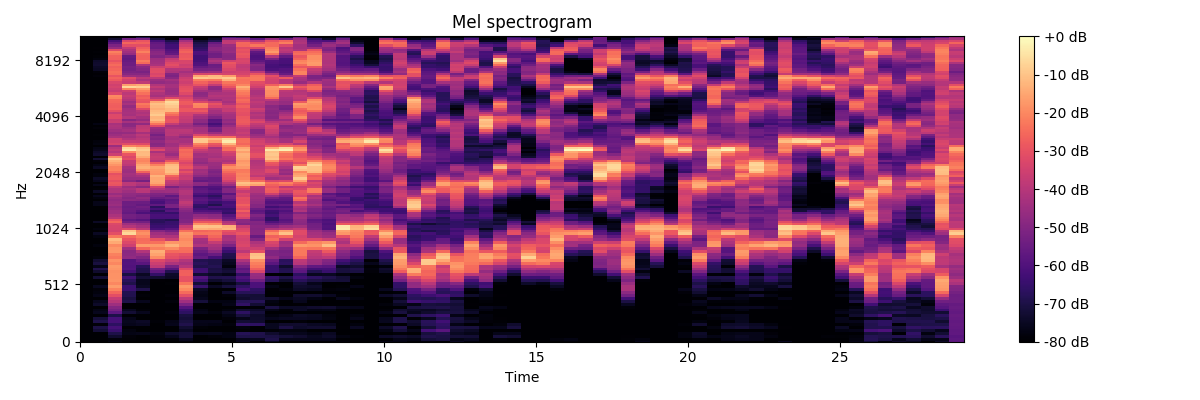 Mel spectrogram
+0 dB
8192
-10 dB
4096
-20 dB
-30 dB
2048
-40 dB
Hz
1024
-50 dB
512
-60 dB
-70 dB
0
-80 dB
0 5 10 15 20 25
Time